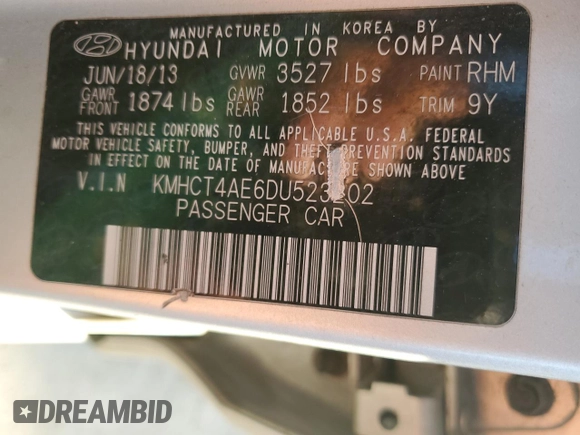 MANUFACTURED IN KOREA BY
HYUNDAI MOTOR COMPANY
JUN/18/13 GVWR 3527 lbs PAINT RHM
GAWR FRONT 1874 lbs GAWR REAR 1852 lbs TRIM 9Y
THIS VEHICLE CONFORMS TO ALL APPLICABLE U.S.A. FEDERAL
MOTOR VEHICLE SAFETY, BUMPER, AND THEFT PREVENTION STANDARDS
IN EFFECT ON THE DATE OF MANUFACTURE SHOWN ABOVE
V.I.N
PASSENGER CAR
DREAMBID